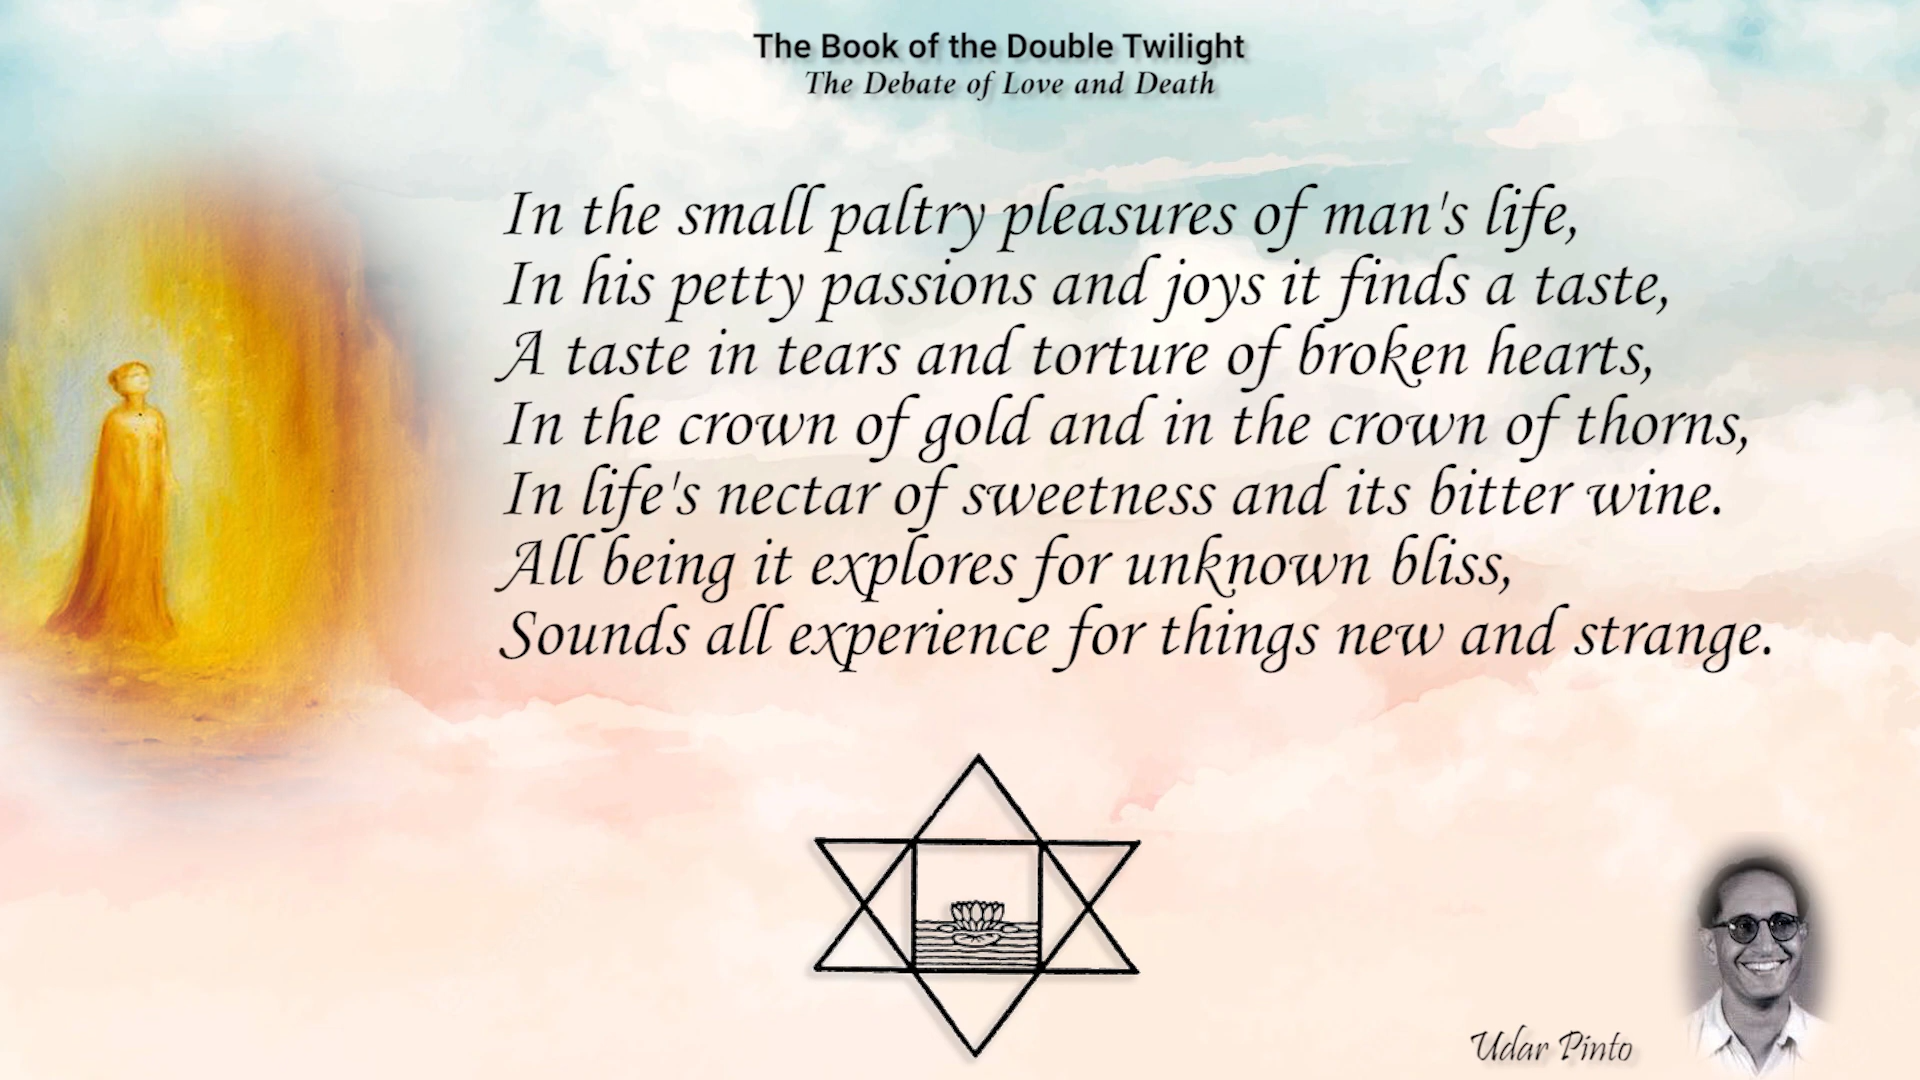 The Book of the Double Twilight
The Debate of Love and Death
In the small paltry pleasures of man's life,
In his petty passions and joys it finds a taste,
A taste in tears and torture of broken hearts,
In the crown of gold and in the crown of thorns,
In life's nectar of sweetness and its bitter wine.
All being it explores for unknown bliss,
Sounds all experience for things new and strange.
Udar Pinto